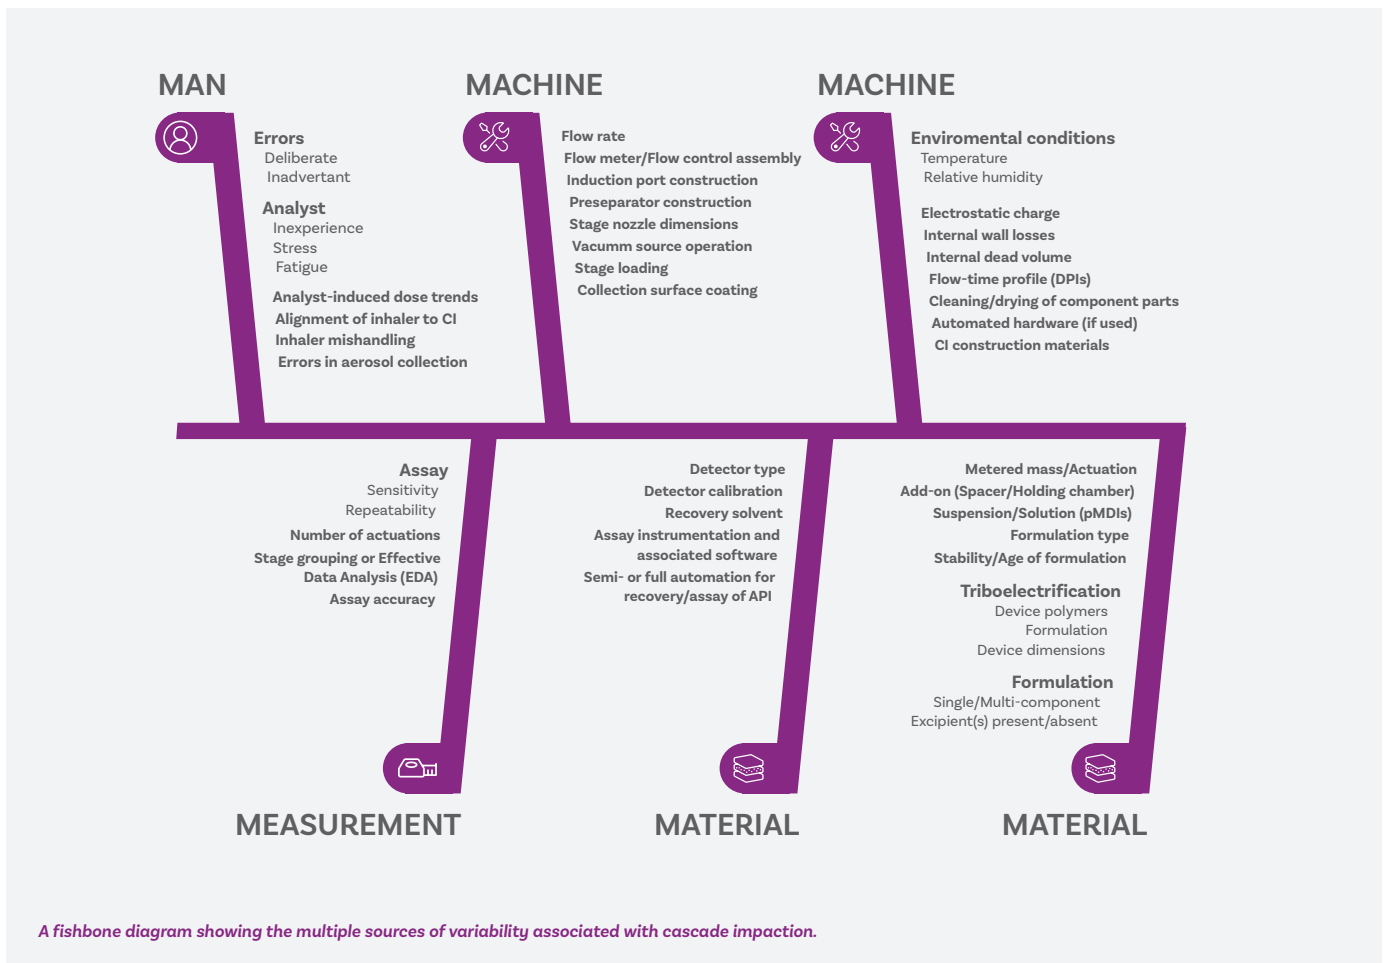 MAN
Errors
Deliberate
Inadvertant
Analyst
Inexperience
Stress
Fatigue
Analyst-induced dose trends
Alignment of inhaler to CI
Inhaler mishandling
Errors in aerosol collection
MACHINE
Flow rate
Flow meter/Flow control assembly
Induction port construction
Preseparator construction
Stage nozzle dimensions
Vacumm source operation
Stage loading
Collection surface coating
MACHINE
Enviromental conditions
Temperature
Relative humidity
Electrostatic charge
Internal wall losses
Internal dead volume
Flow-time profile (DPIs)
Cleaning/drying of component parts
Automated hardware (if used)
CI construction materials
Assay
Sensitivity
Repeatability
Number of actuations
Stage grouping or Effective
Data Analysis (EDA)
Assay accuracy
MEASUREMENT
Detector type
Detector calibration
Recovery solvent
Assay instrumentation and
associated software
Semi- or full automation for
recovery/assay of API
MATERIAL
Metered mass/Actuation
Add-on (Spacer/Holding chamber)
Suspension/Solution (pMDIs)
Formulation type
Stability/Age of formulation
Triboelectrification
Device polymers
Formulation
Device dimensions
Formulation
Single/Multi-component
Excipient(s) present/absent
MATERIAL
A fishbone diagram showing the multiple sources of variability associated with cascade impaction.